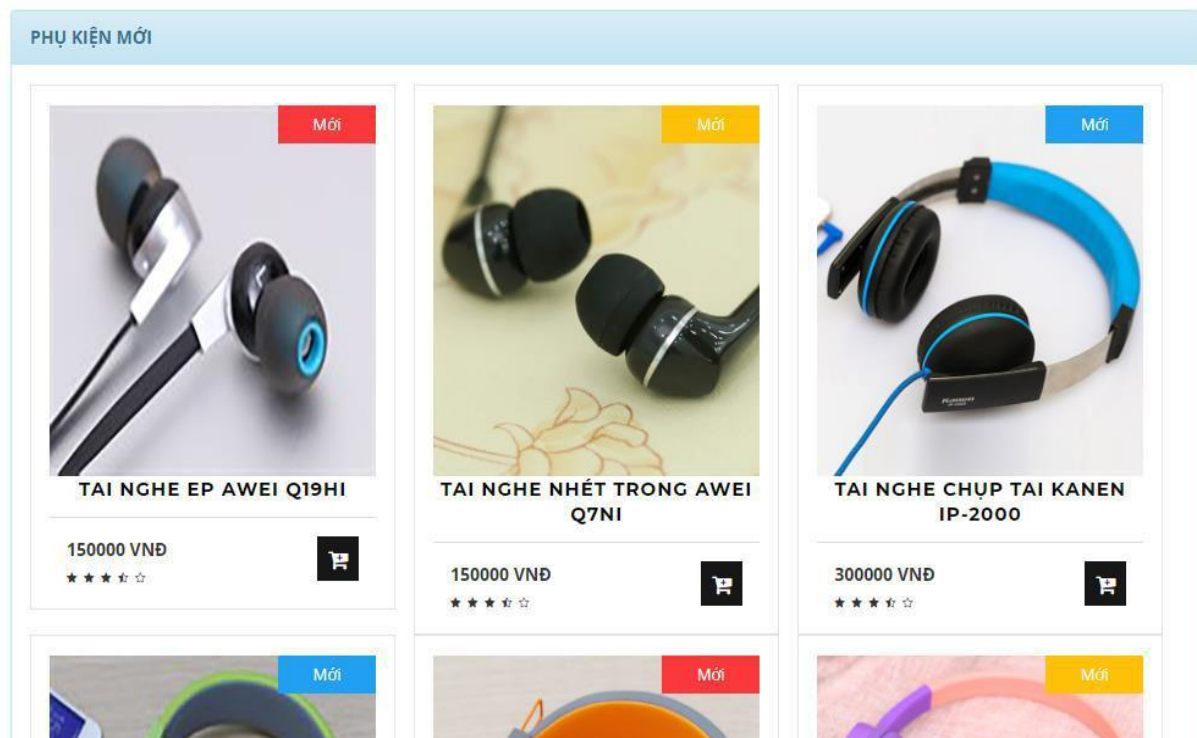 PHỤ KIỆN MỚI
Mới
Mới
Mới
Kanen
TAI NGHE EP AWEI Q19HI
TAI NGHE NHÉT TRONG AWEI
Q7NI
TAI NGHE CHỤP TAI KANEN
IP-2000
150000 VNĐ
150000 VNĐ
300000 VNĐ
Mới
Mới
Mới